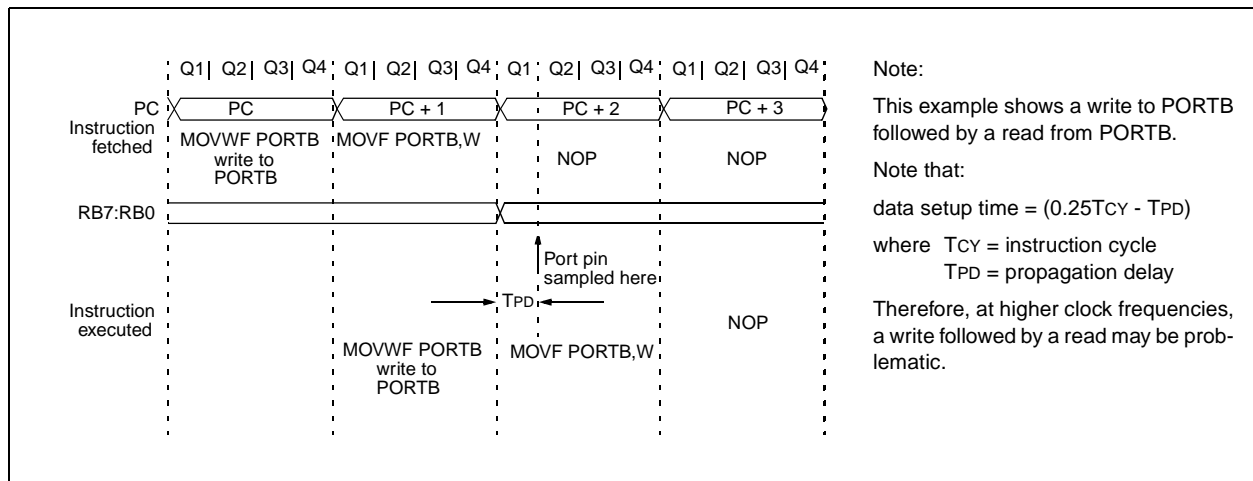 Q1| Q2| Q3| Q4 Q1| Q2| Q3| Q4 Q1 Q2| Q3| Q4 Q1| Q2| Q3| Q4
PC PC PC + 1 PC + 2 PC + 3
Instruction
fetched
MOVWF PORTB
write to
PORTB
MOVF PORTB,W
NOP
NOP
RB7:RB0
Port pin
sampled here
TPD
Instruction
executed
MOVWF PORTB
write to
PORTB
MOVF PORTB,W
NOP
Note:
This example shows a write to PORTB
followed by a read from PORTB.
Note that:
data setup time = (0.25TCY - TPD)
where TCY = instruction cycle
TPD = propagation delay
Therefore, at higher clock frequencies,
a write followed by a read may be prob-
lematic.